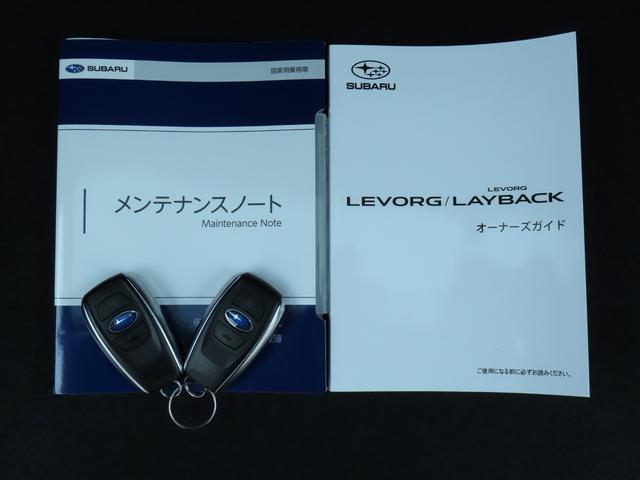 SUBARU
自家用乗用車
メンテナンスノート
Maintenance Note
SUBARU
LEVORG
LEVORG/LAYBACK
オーナーズガイド
ご使用になる前に必ずお読みください。